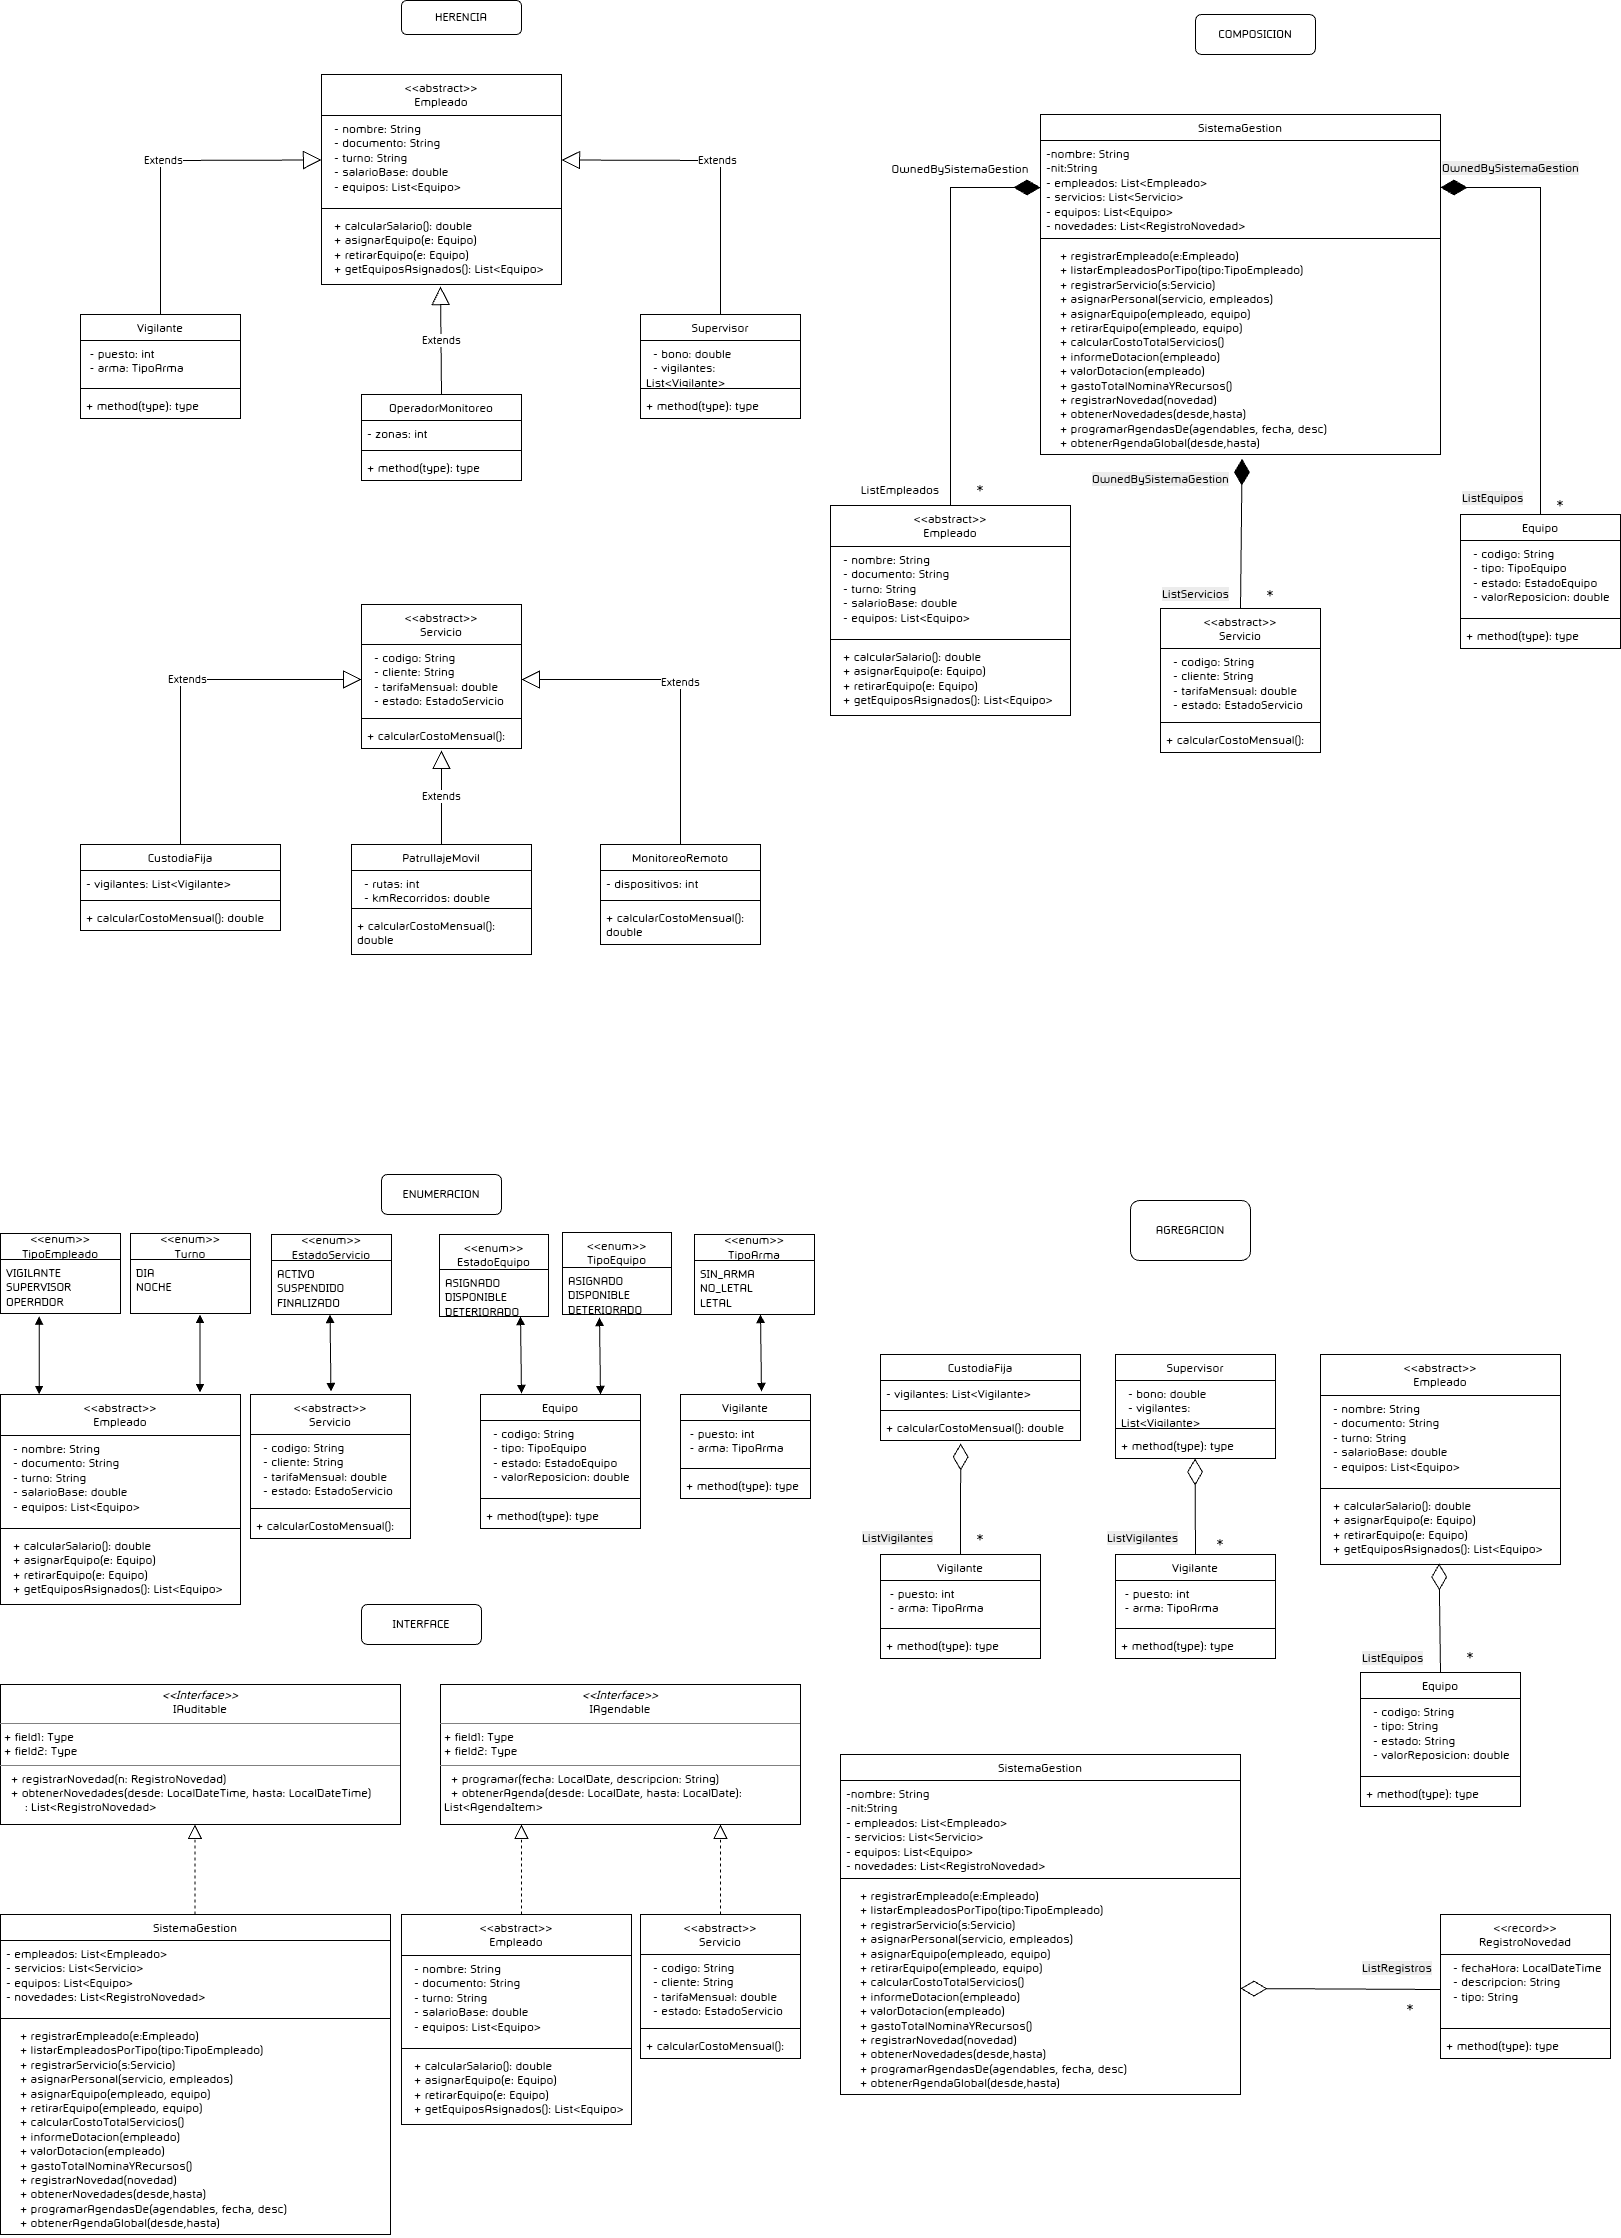 HERENCIA
<<abstract>>
Empleado
- nombre: String
- documento: String
- turno: String
- salarioBase: double
- equipos: List<Equipo>
+ calcularSalario(): double
+ asignarEquipo(e: Equipo)
+ retirarEquipo(e: Equipo)
+ getEquiposAsignados(): List<Equipo>
Extends
Extends
Extends
Vigilante
- puesto: int
- arma: TipoArma
+ method(type): type
OperadorMonitoreo
- zonas: int
+ method(type): type
Supervisor
- bono: double
- vigilantes:
List<Vigilante>
+ method(type): type
<<abstract>>
Servicio
- codigo: String
- cliente: String
- tarifaMensual: double
- estado: EstadoServicio
+ calcularCostoMensual():
Extends
Extends
Extends
CustodiaFija
- vigilantes: List<Vigilante>
+ calcularCostoMensual(): double
PatrullajeMovil
- rutas: int
- kmRecorridos: double
+ calcularCostoMensual():
double
MonitoreoRemoto
- dispositivos: int
+ calcularCostoMensual():
double
COMPOSICION
SistemaGestion
-nombre: String
-nit:String
- empleados: List<Empleado>
- servicios: List<Servicio>
- equipos: List<Equipo>
- novedades: List<RegistroNovedad>
+ registrarEmpleado(e:Empleado)
+ listarEmpleadosPorTipo(tipo:TipoEmpleado)
+ registrarServicio(s:Servicio)
+ asignarPersonal(servicio, empleados)
+ asignarEquipo(empleado, equipo)
+ retirarEquipo(empleado, equipo)
+ calcularCostoTotalServicios()
+ informeDotacion(empleado)
+ valorDotacion(empleado)
+ gastoTotalNominaYRecursos()
+ registrarNovedad(novedad)
+ obtenerNovedades(desde,hasta)
+ programarAgendasDe(agendables, fecha, desc)
+ obtenerAgendaGlobal(desde,hasta)
OwnedBySistemaGestion
OwnedBySistemaGestion
OwnedBySistemaGestion
ListEmpleados
*
<<abstract>>
Empleado
- nombre: String
- documento: String
- turno: String
- salarioBase: double
- equipos: List<Equipo>
+ calcularSalario(): double
+ asignarEquipo(e: Equipo)
+ retirarEquipo(e: Equipo)
+ getEquiposAsignados(): List<Equipo>
ListServicios
*
<<abstract>>
Servicio
- codigo: String
- cliente: String
- tarifaMensual: double
- estado: EstadoServicio
+ calcularCostoMensual():
ListEquipos
*
Equipo
- codigo: String
- tipo: TipoEquipo
- estado: EstadoEquipo
- valorReposicion: double
+ method(type): type
ENUMERACION
<<enum>>
TipoEmpleado
VIGILANTE
SUPERVISOR
OPERADOR
<<enum>>
Turno
DIA
NOCHE
<<enum>>
EstadoServicio
ACTIVO
SUSPENDIDO
FINALIZADO
<<enum>>
EstadoEquipo
ASIGNADO
DISPONIBLE
DETERIORADO
<<enum>>
TipoEquipo
ASIGNADO
DISPONIBLE
DETERIORADO
<<enum>>
TipoArma
SIN_ARMA
NO_LETAL
LETAL
<<abstract>>
Empleado
- nombre: String
- documento: String
- turno: String
- salarioBase: double
- equipos: List<Equipo>
+ calcularSalario(): double
+ asignarEquipo(e: Equipo)
+ retirarEquipo(e: Equipo)
+ getEquiposAsignados(): List<Equipo>
<<abstract>>
Servicio
- codigo: String
- cliente: String
- tarifaMensual: double
- estado: EstadoServicio
+ calcularCostoMensual():
Equipo
- codigo: String
- tipo: TipoEquipo
- estado: EstadoEquipo
- valorReposicion: double
+ method(type): type
Vigilante
- puesto: int
- arma: TipoArma
+ method(type): type
INTERFACE
<<Interface>>
IAuditable
+ field1: Type
+ field2: Type
+ registrarNovedad(n: RegistroNovedad)
+ obtenerNovedades(desde: LocalDateTime, hasta: LocalDateTime)
: List<RegistroNovedad>
<<Interface>>
IAgendable
+ field1: Type
+ field2: Type
+ programar(fecha: LocalDate, descripcion: String)
+ obtenerAgenda(desde: LocalDate, hasta: LocalDate):
List<AgendaItem>
SistemaGestion
- empleados: List<Empleado>
- servicios: List<Servicio>
- equipos: List<Equipo>
- novedades: List<RegistroNovedad>
+ registrarEmpleado(e:Empleado)
+ listarEmpleadosPorTipo(tipo:TipoEmpleado)
+ registrarServicio(s:Servicio)
+ asignarPersonal(servicio, empleados)
+ asignarEquipo(empleado, equipo)
+ retirarEquipo(empleado, equipo)
+ calcularCostoTotalServicios()
+ informeDotacion(empleado)
+ valorDotacion(empleado)
+ gastoTotalNominaYRecursos()
+ registrarNovedad(novedad)
+ obtenerNovedades(desde,hasta)
+ programarAgendasDe(agendables, fecha, desc)
+ obtenerAgendaGlobal(desde,hasta)
<<abstract>>
Empleado
- nombre: String
- documento: String
- turno: String
- salarioBase: double
- equipos: List<Equipo>
+ calcularSalario(): double
+ asignarEquipo(e: Equipo)
+ retirarEquipo(e: Equipo)
+ getEquiposAsignados(): List<Equipo>
<<abstract>>
Servicio
- codigo: String
- cliente: String
- tarifaMensual: double
- estado: EstadoServicio
+ calcularCostoMensual():
AGREGACION
CustodiaFija
- vigilantes: List<Vigilante>
+ calcularCostoMensual(): double
ListVigilantes
*
Vigilante
- puesto: int
- arma: TipoArma
+ method(type): type
Supervisor
- bono: double
- vigilantes:
List<Vigilante>
+ method(type): type
ListVigilantes
*
Vigilante
- puesto: int
- arma: TipoArma
+ method(type): type
<<abstract>>
Empleado
- nombre: String
- documento: String
- turno: String
- salarioBase: double
- equipos: List<Equipo>
+ calcularSalario(): double
+ asignarEquipo(e: Equipo)
+ retirarEquipo(e: Equipo)
+ getEquiposAsignados(): List<Equipo>
ListEquipos
*
Equipo
- codigo: String
- tipo: String
- estado: String
- valorReposicion: double
+ method(type): type
SistemaGestion
-nombre: String
-nit:String
- empleados: List<Empleado>
- servicios: List<Servicio>
- equipos: List<Equipo>
- novedades: List<RegistroNovedad>
+ registrarEmpleado(e:Empleado)
+ listarEmpleadosPorTipo(tipo:TipoEmpleado)
+ registrarServicio(s:Servicio)
+ asignarPersonal(servicio, empleados)
+ asignarEquipo(empleado, equipo)
+ retirarEquipo(empleado, equipo)
+ calcularCostoTotalServicios()
+ informeDotacion(empleado)
+ valorDotacion(empleado)
+ gastoTotalNominaYRecursos()
+ registrarNovedad(novedad)
+ obtenerNovedades(desde,hasta)
+ programarAgendasDe(agendables, fecha, desc)
+ obtenerAgendaGlobal(desde,hasta)
ListRegistros
*
<<record>>
RegistroNovedad
- fechaHora: LocalDateTime
- descripcion: String
- tipo: String
+ method(type): type